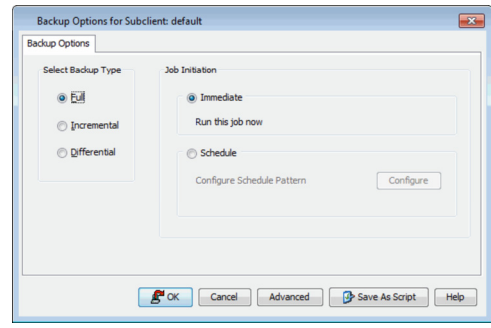 Backup Options for Subclient: default
Backup Options
Select Backup Type
Full
Incremental
Differential
Job Initiation
Immediate
Run this job now
Schedule
Configure Schedule Pattern
Configure
OK
Cancel
Advanced
Save As Script
Help